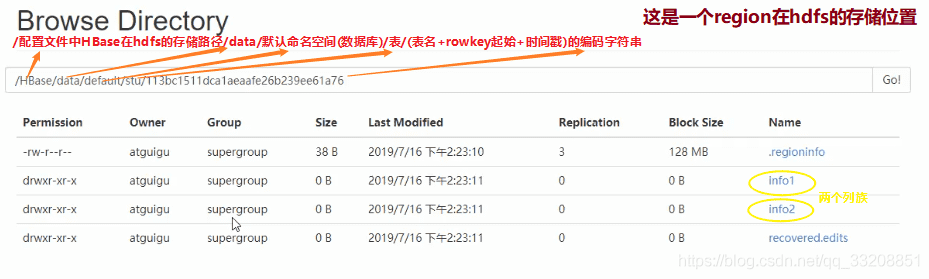 Browse Directory
这是一个region在hdfs的存储位置
/配置文件中HBase在hdfs的存储路径/data/默认命名空间(数据库)/表/(表名+rowkey起始+时间戳)的编码字符串
/HBase/data/default/stu/113bc1511dca1aeaafe26b239ee61a76 Go!
Permission Owner Group Size Last Modified Replication Block Size Name
-rw-r--r-- atguigu supergroup 38 B 2019/7/16 下午2:23:10 3 128 MB .regioninfo
drwxr-xr-x atguigu supergroup 0 B 2019/7/16 下午2:23:11 0 0 B info1
两个列族
drwxr-xr-x atguigu supergroup 0 B 2019/7/16 下午2:23:11 0 0 B info2
drwxr-xr-x atguigu supergroup 0 B 2019/7/16 下午2:23:11 0 0 B recovered.edits
https://blog.csdn.net/qq_33208851